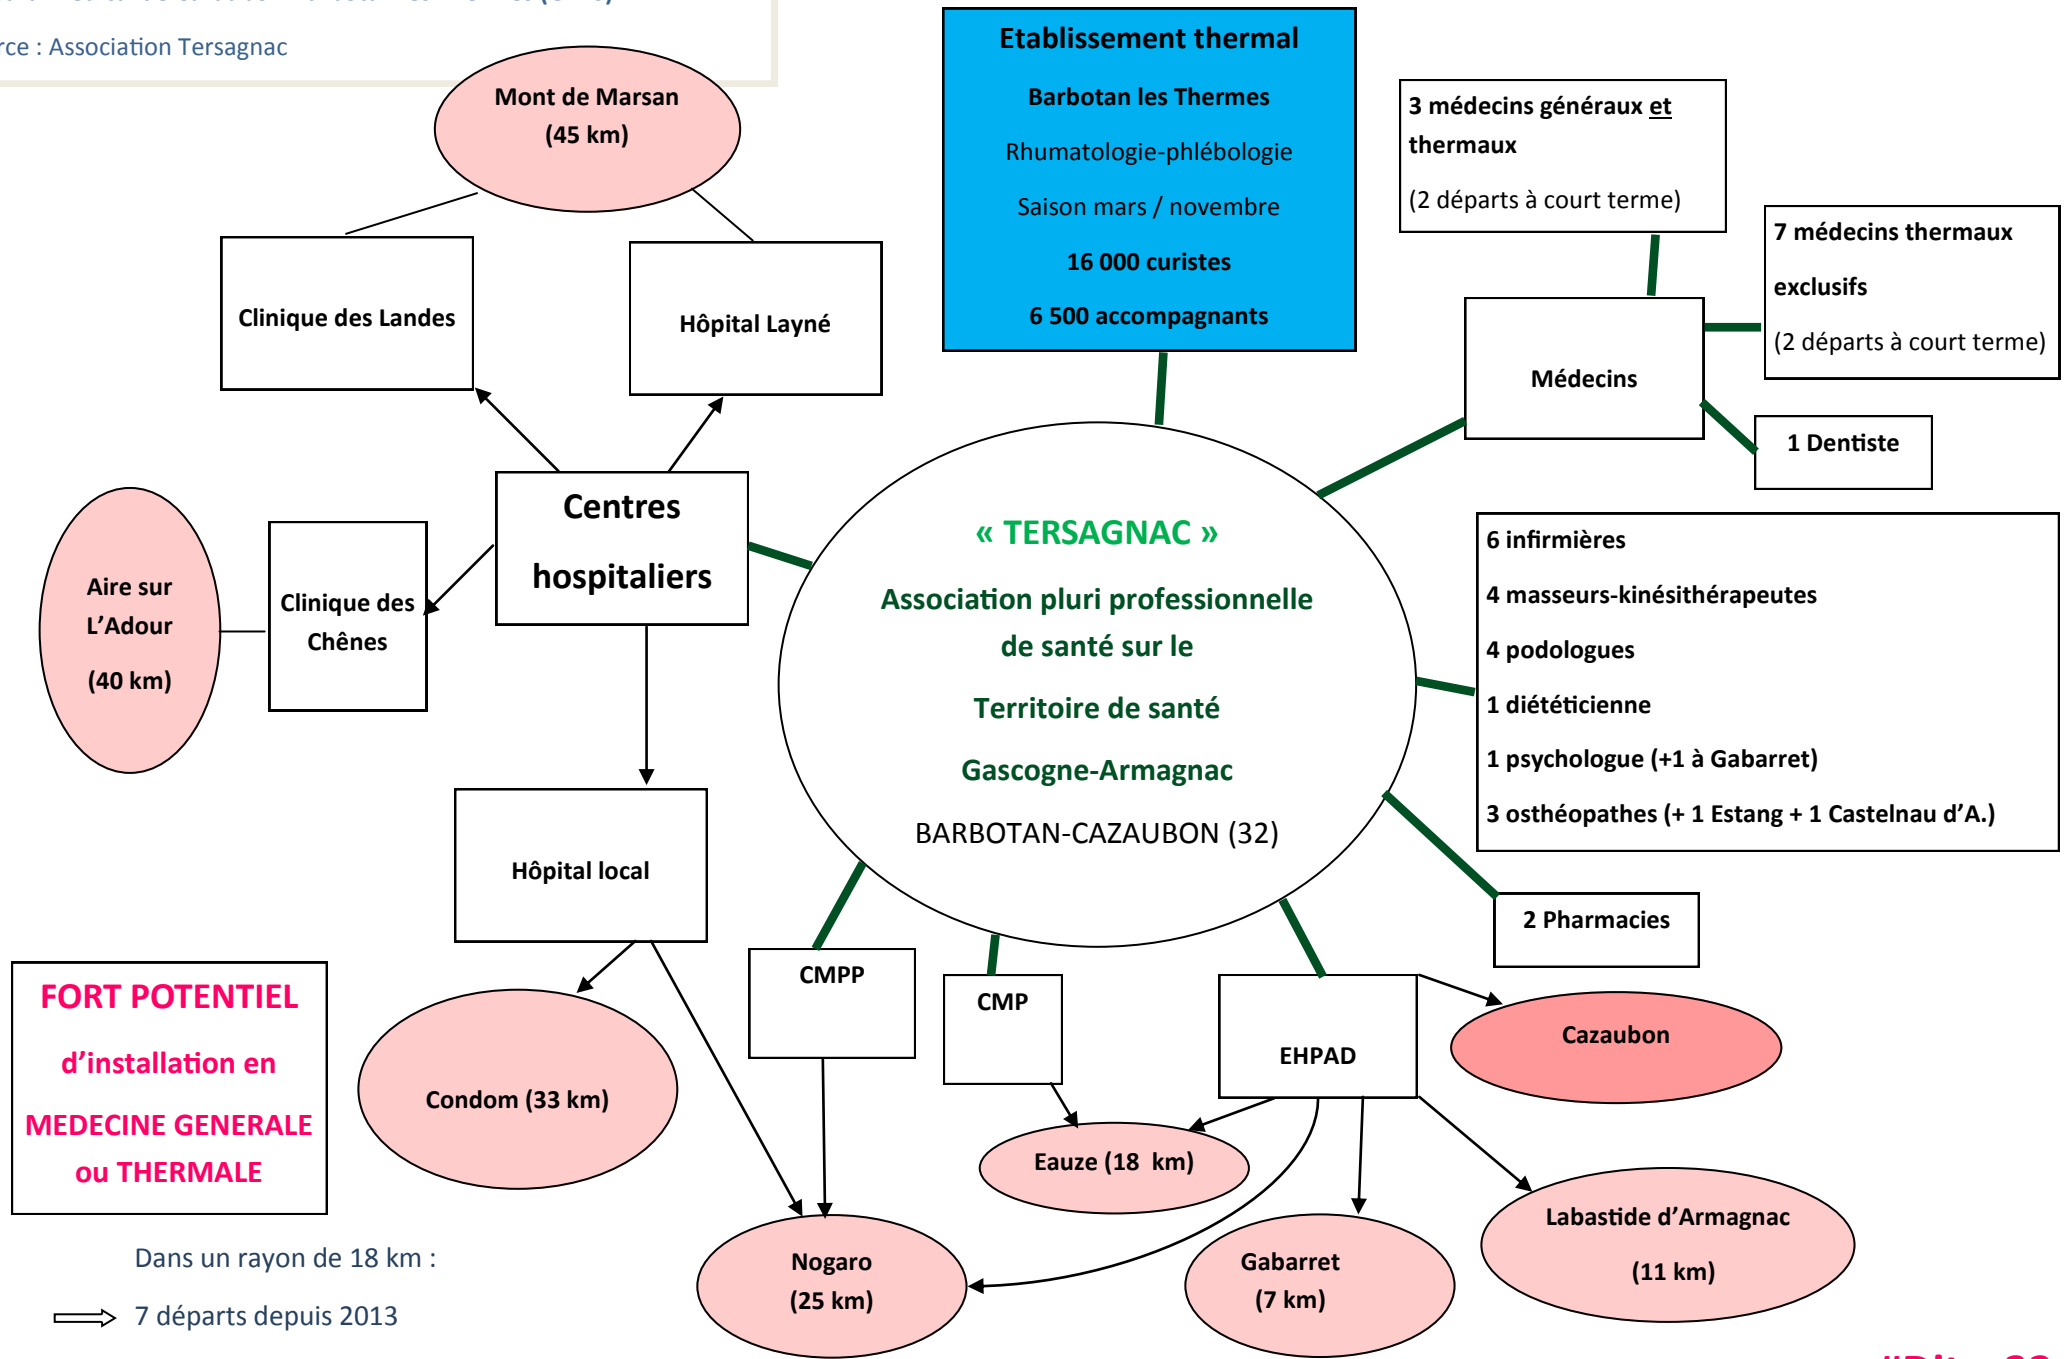 rce : Association Tersagnac
Mont de Marsan
(45 km)
Clinique des Landes
Hôpital Layné
Etablissement thermal
Barbotan les Thermes
Rhumatologie-phlébologie
Saison mars / novembre
16 000 curistes
6 500 accompagnants
3 médecins généraux et
thermaux
(2 départs à court terme)
7 médecins thermaux
exclusifs
(2 départs à court terme)
Médecins
1 Dentiste
Centres
hospitaliers
Aire sur
L’Adour
(40 km)
Clinique des
Chênes
« TERSAGNAC »
Association pluri professionnelle
de santé sur le
Territoire de santé
Gascogne-Armagnac
BARBOTAN-CAZAUBON (32)
6 infirmières
4 masseurs-kinésithérapeutes
4 podologues
1 diététicienne
1 psychologue (+1 à Gabarret)
3 osthéopathes (+ 1 Estang + 1 Castelnau d’A.)
Hôpital local
2 Pharmacies
CMPP
CMP
EHPAD
Cazaubon
FORT POTENTIEL
d’installation en
MEDECINE GENERALE
ou THERMALE
Condom (33 km)
Eauze (18 km)
Labastide d’Armagnac
(11 km)
Nogaro
(25 km)
Gabarret
(7 km)
Dans un rayon de 18 km :
7 départs depuis 2013